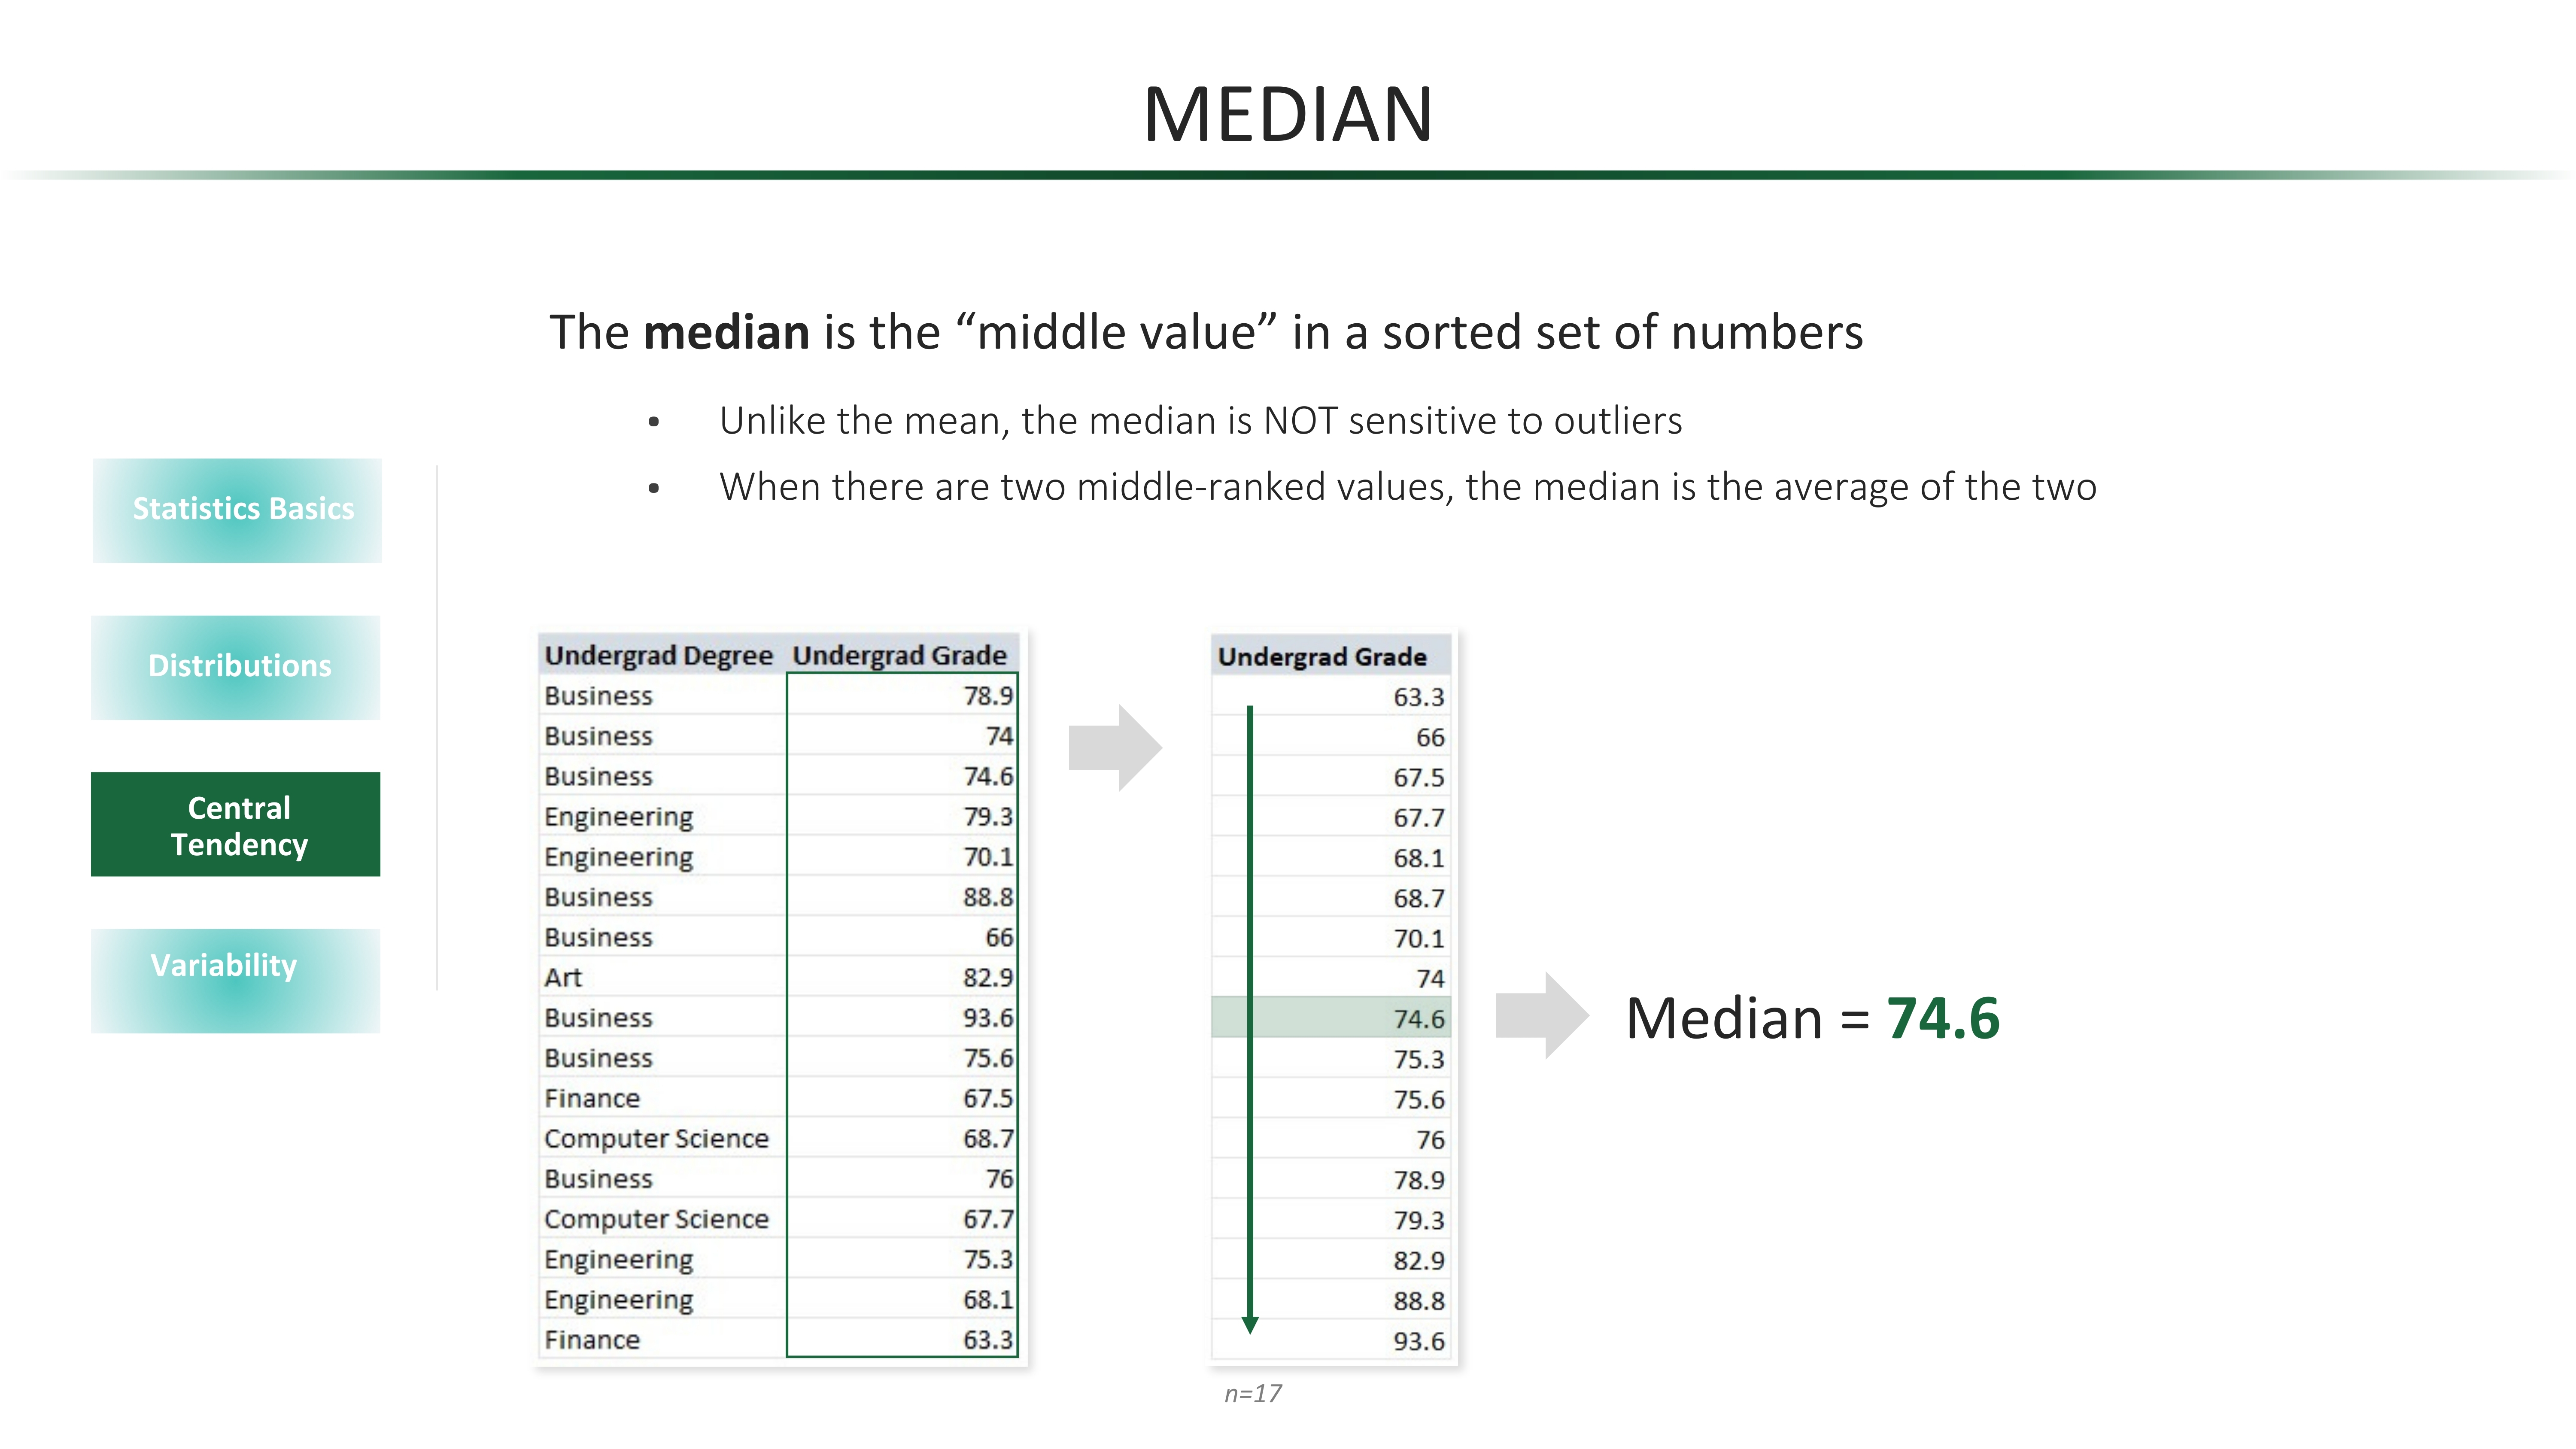 MEDIAN
The median is the “middle value” in a sorted set of numbers
• Unlike the mean, the median is NOT sensitive to outliers
• When there are two middle-ranked values, the median is the average of the two
Statistics Basics
Distributions
Central
Tendency
Variability
Undergrad Degree Undergrad Grade
Business 78.9
Business 74
Business 74.6
Engineering 79.3
Engineering 70.1
Business 88.8
Business 66
Art 82.9
Business 93.6
Business 75.6
Finance 67.5
Computer Science 68.7
Business 76
Computer Science 67.7
Engineering 75.3
Engineering 68.1
Finance 63.3
Undergrad Grade
63.3
66
67.5
67.7
68.1
68.7
70.1
74
74.6
75.3
75.6
76
78.9
79.3
82.9
88.8
93.6
n=17
Median = 74.6